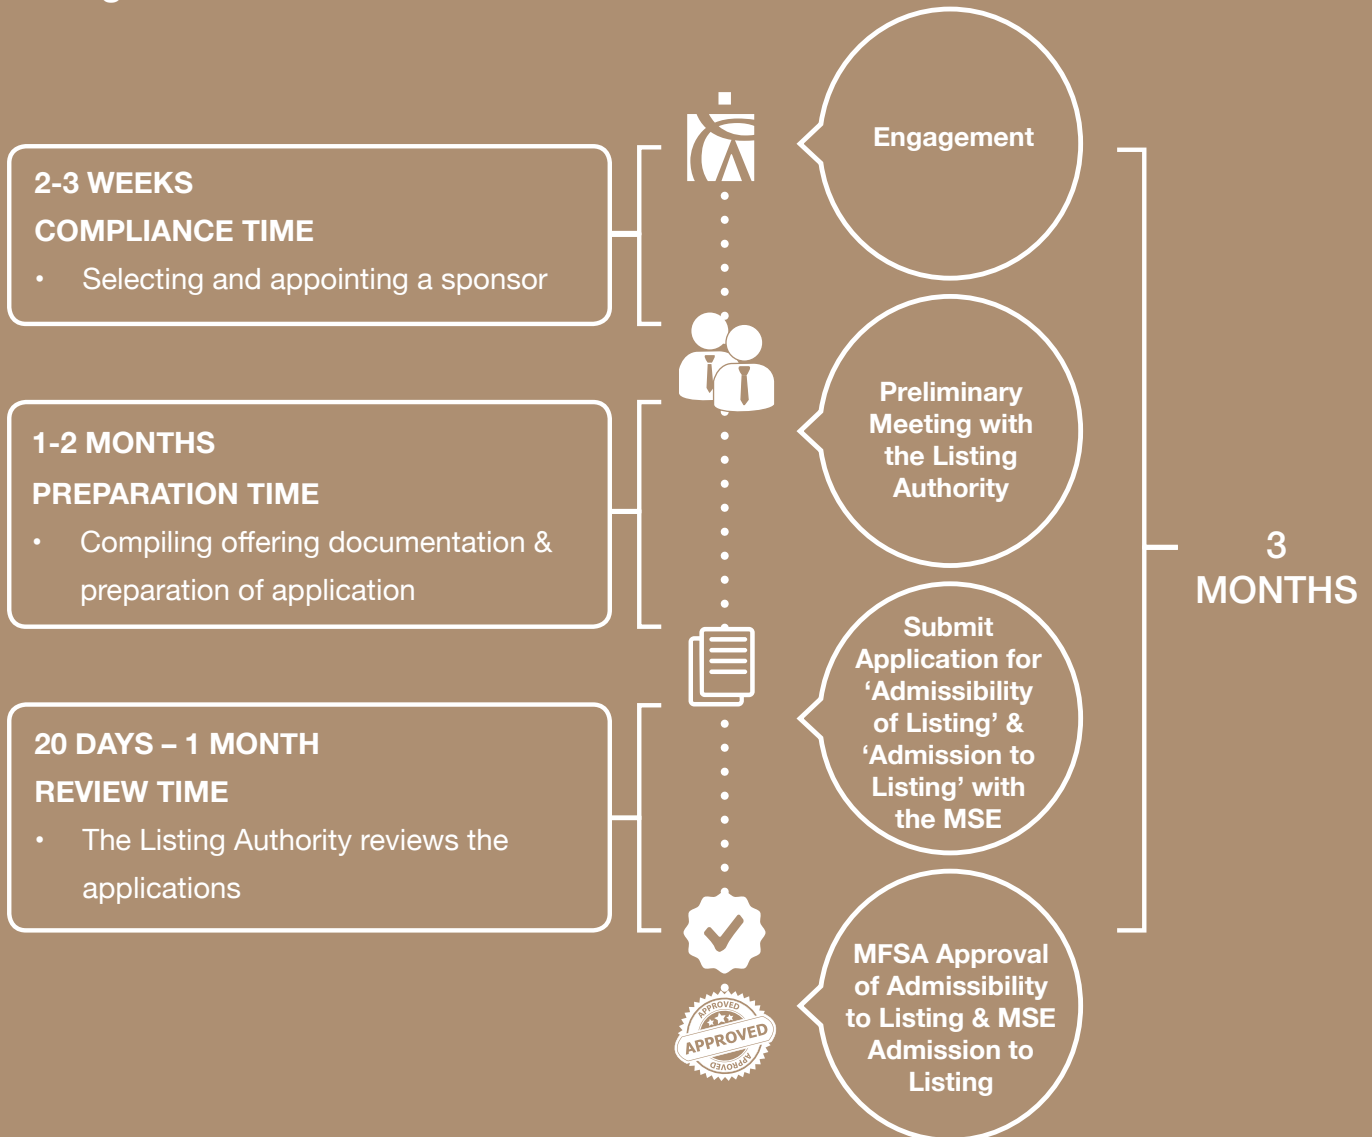 2-3 WEEKS
COMPLIANCE TIME
• Selecting and appointing a sponsor
Engagement
1-2 MONTHS
PREPARATION TIME
• Compiling offering documentation &
preparation of application
Preliminary
Meeting with
the Listing
Authority
20 DAYS – 1 MONTH
REVIEW TIME
• The Listing Authority reviews the
applications
Submit
Application for
‘Admissibility
of Listing’ &
‘Admission to
Listing’ with
the MSE
APPROVED
APPROVED
APPROVED
MFSA Approval
of Admissibility
to Listing & MSE
Admission to
Listing
3
MONTHS